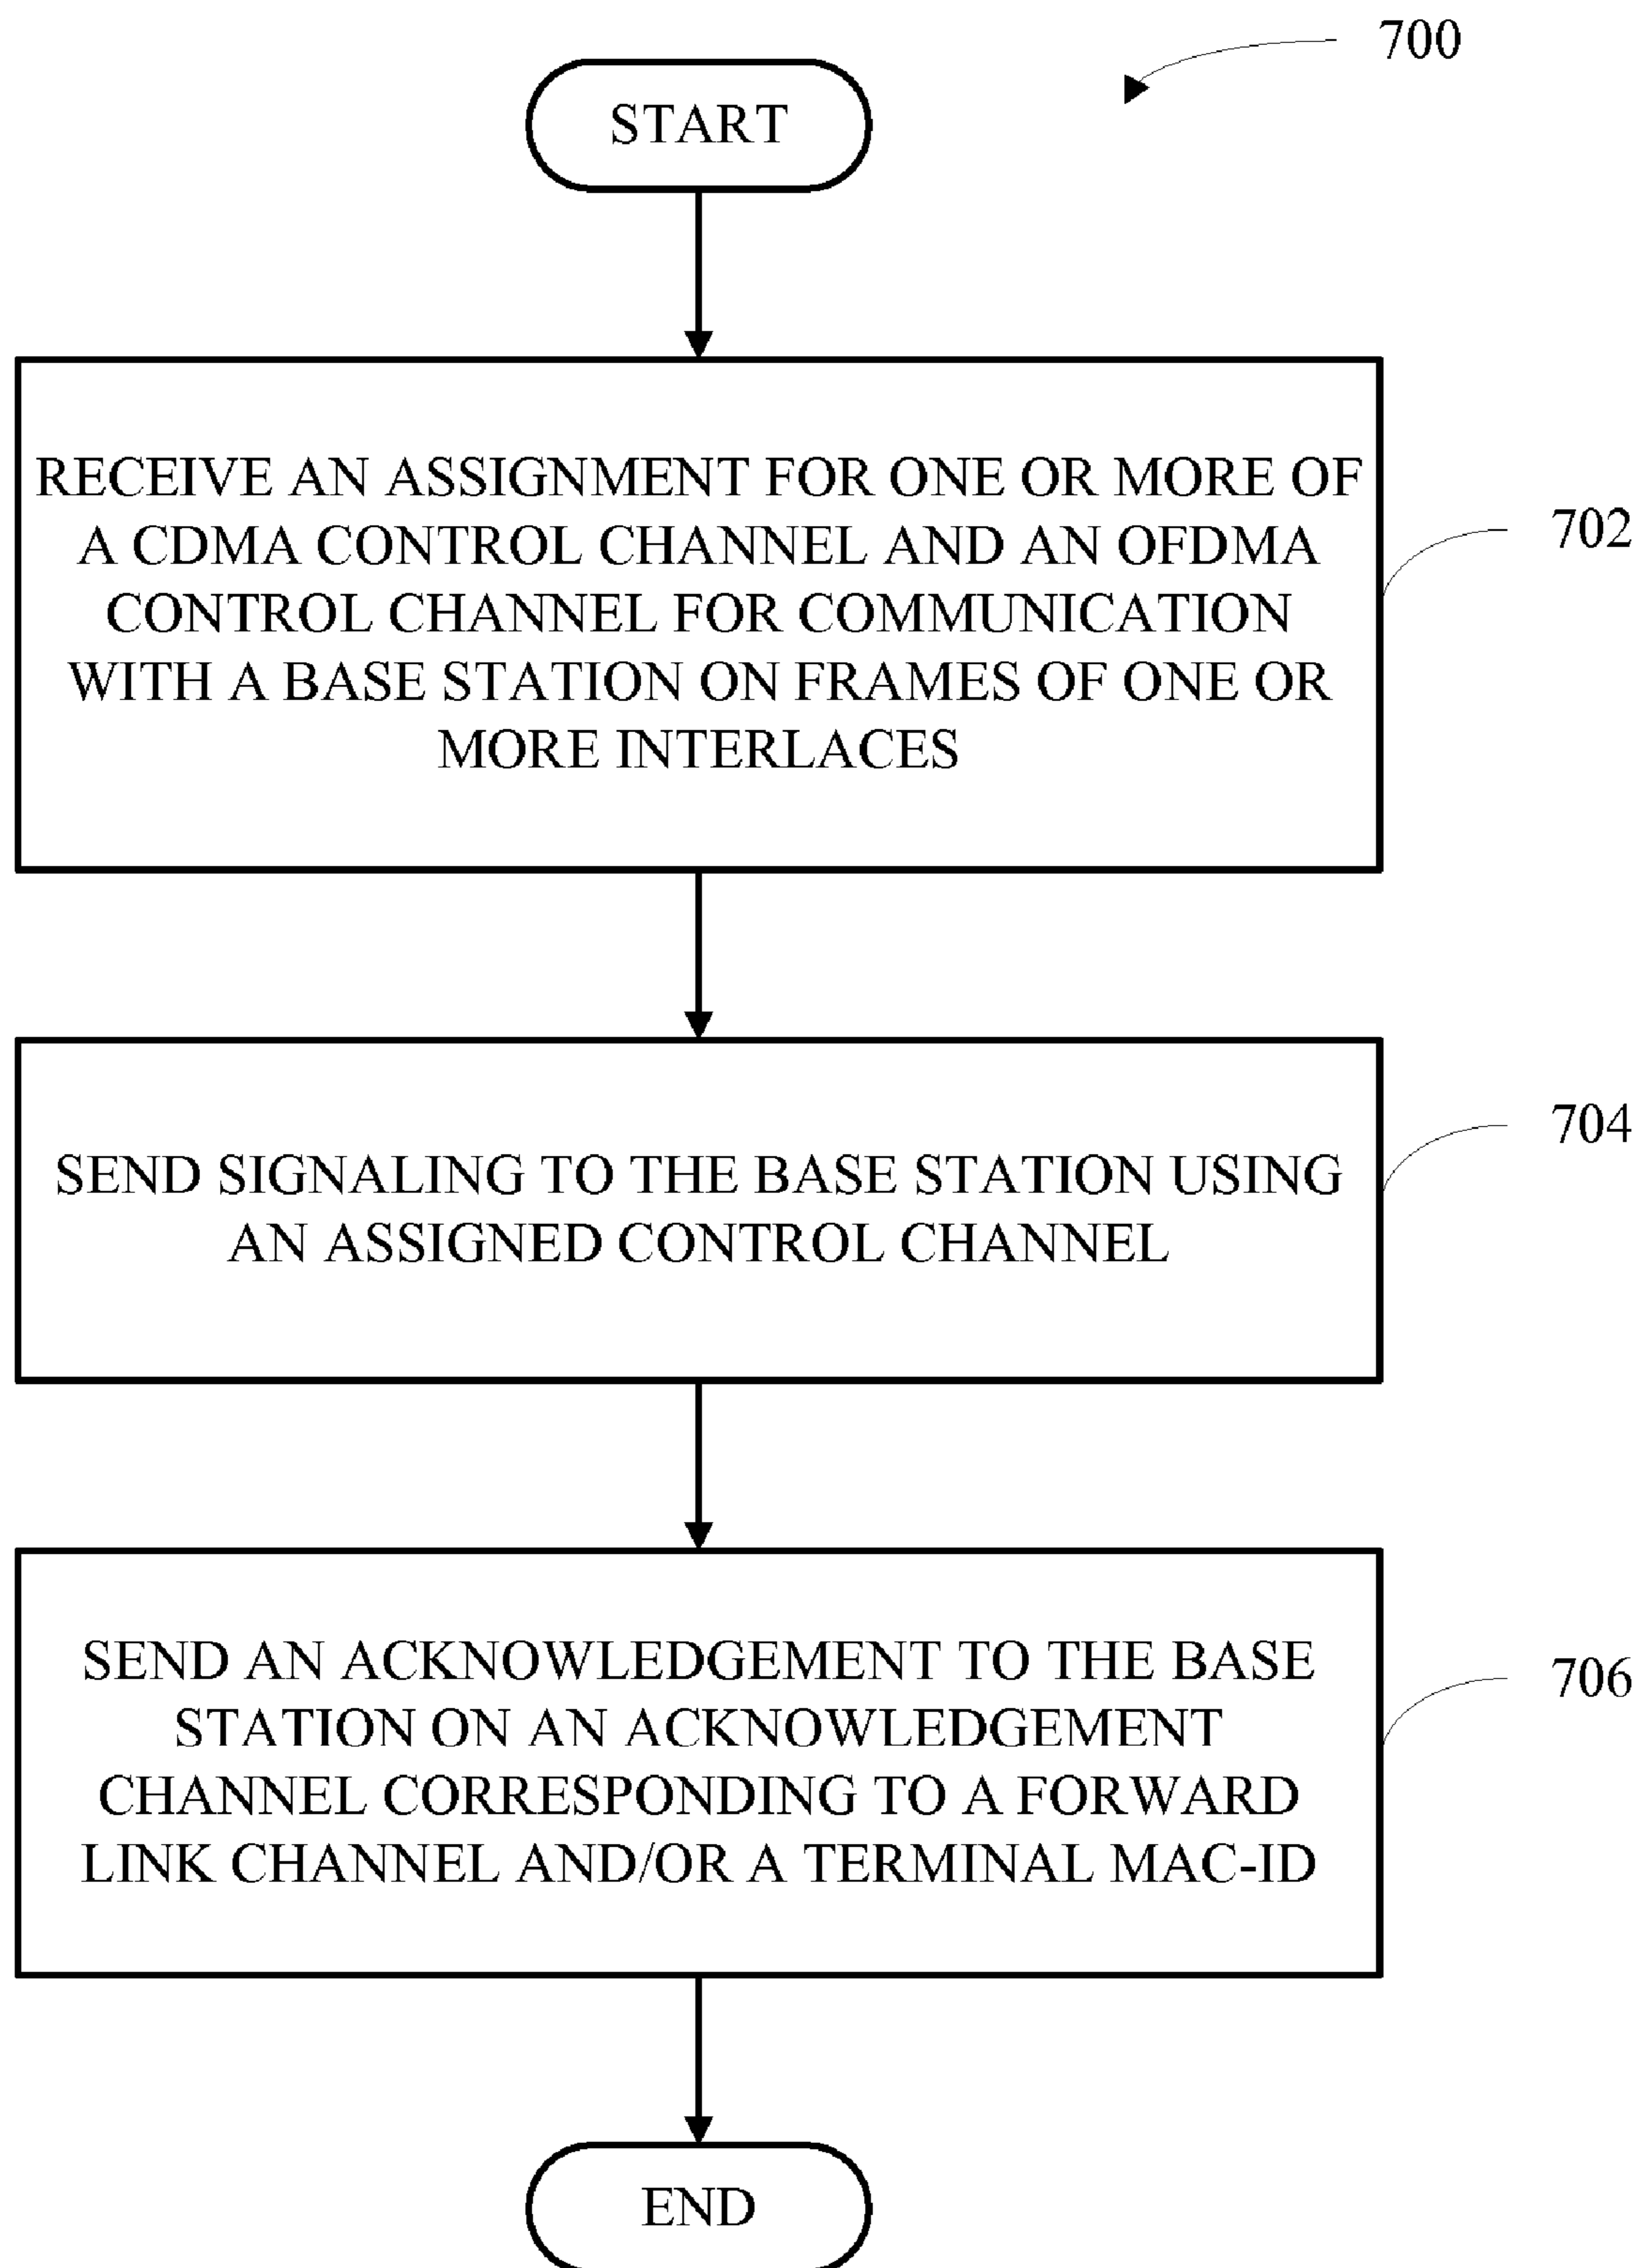 700
START
RECEIVE AN ASSIGNMENT FOR ONE OR MORE OF
A CDMA CONTROL CHANNEL AND AN OFDMA
CONTROL CHANNEL FOR COMMUNICATION
WITH A BASE STATION ON FRAMES OF ONE OR
MORE INTERLACES
702
SEND SIGNALING TO THE BASE STATION USING
AN ASSIGNED CONTROL CHANNEL
704
SEND AN ACKNOWLEDGEMENT TO THE BASE
STATION ON AN ACKNOWLEDGEMENT
CHANNEL CORRESPONDING TO A FORWARD
LINK CHANNEL AND/OR A TERMINAL MAC-ID
706
END